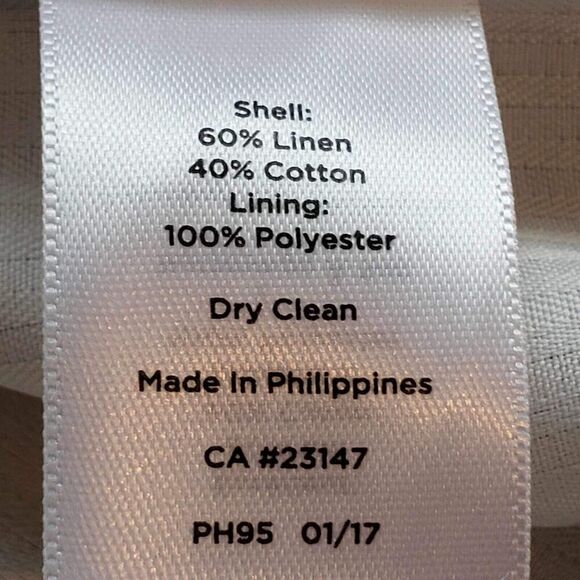 Shell:
60% Linen
40% Cotton
Lining:
100% Polyester
Dry Clean
Made In Philippines
CA #23147
PH95 01/17